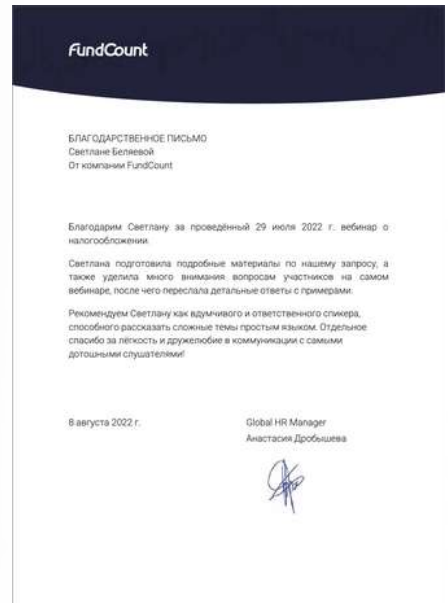 FundCount
БЛАГОДАРСТВЕННОЕ ПИСЬМО
Светлане Беляевой
От компании FundCount
Благодарим Светлану за проведённый 29 июля 2022 г. вебинар о
налогообложении.
Светлана подготовила подробные материалы по нашему запросу, а
также уделила много внимания вопросам участников на самом
вебинаре, после чего переслала детальные ответы с примерами.
Рекомендуем Светлану как вдумчивого и ответственного спикера,
способного рассказать сложные темы простым языком. Отдельное
спасибо за лёгкость и дружелюбие в коммуникации с самыми
дотошными слушателями!
8 августа 2022 г.
Global HR Manager
Анастасия Дробышева